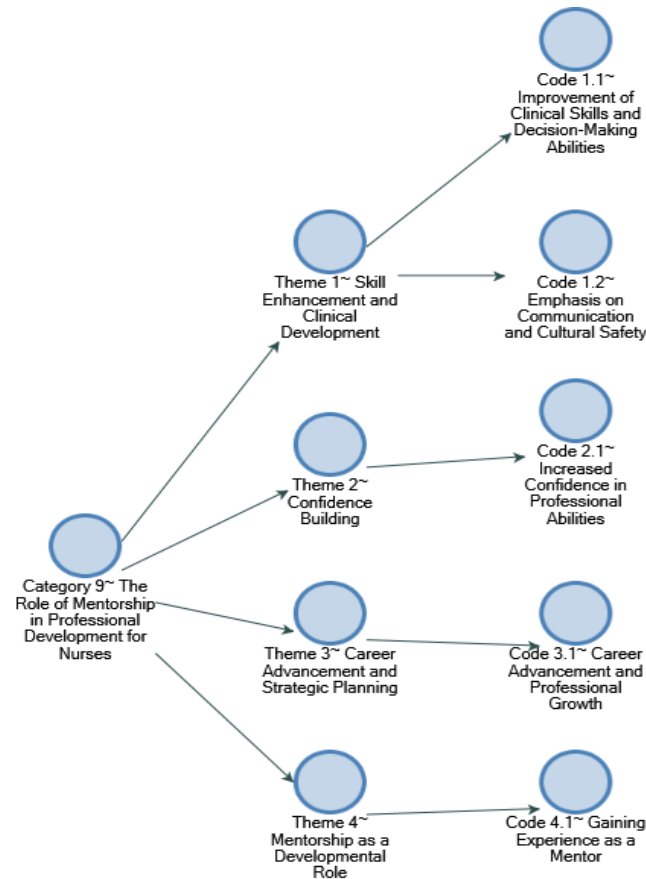 Code 1.1~
Improvement of
Clinical Skills and
Decision-Making
Abilities
Theme 1~ Skill
Enhancement and
Clinical
Development
Code 1.2~
Emphasis on
Communication
and Cultural Safety
Theme 2~
Confidence
Building
Code 2.1~
Increased
Confidence in
Professional
Abilities
Category 9~ The
Role of Mentorship
in Professional
Development for
Nurses
Theme 3~ Career
Advancement and
Strategic Planning
Code 3.1~ Career
Advancement and
Professional
Growth
Theme 4~
Mentorship as a
Developmental
Role
Code 4.1~ Gaining
Experience as a
Mentor